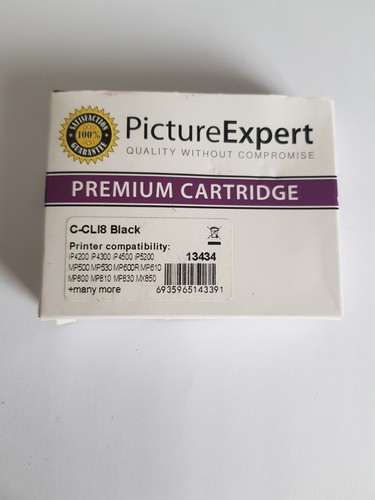 SATISFACTION
100%
GUARANTEE
PictureExpert
QUALITY WITHOUT COMPROMISE
PREMIUM CARTRIDGE
C-CLI8 Black
Printer compatibility:
iP4200 iP4300 iP4500 iP5200
13434
MP500 MP530 MP600R MP610
MP800 MP810 MP830 MX850
+many more
6935965143391